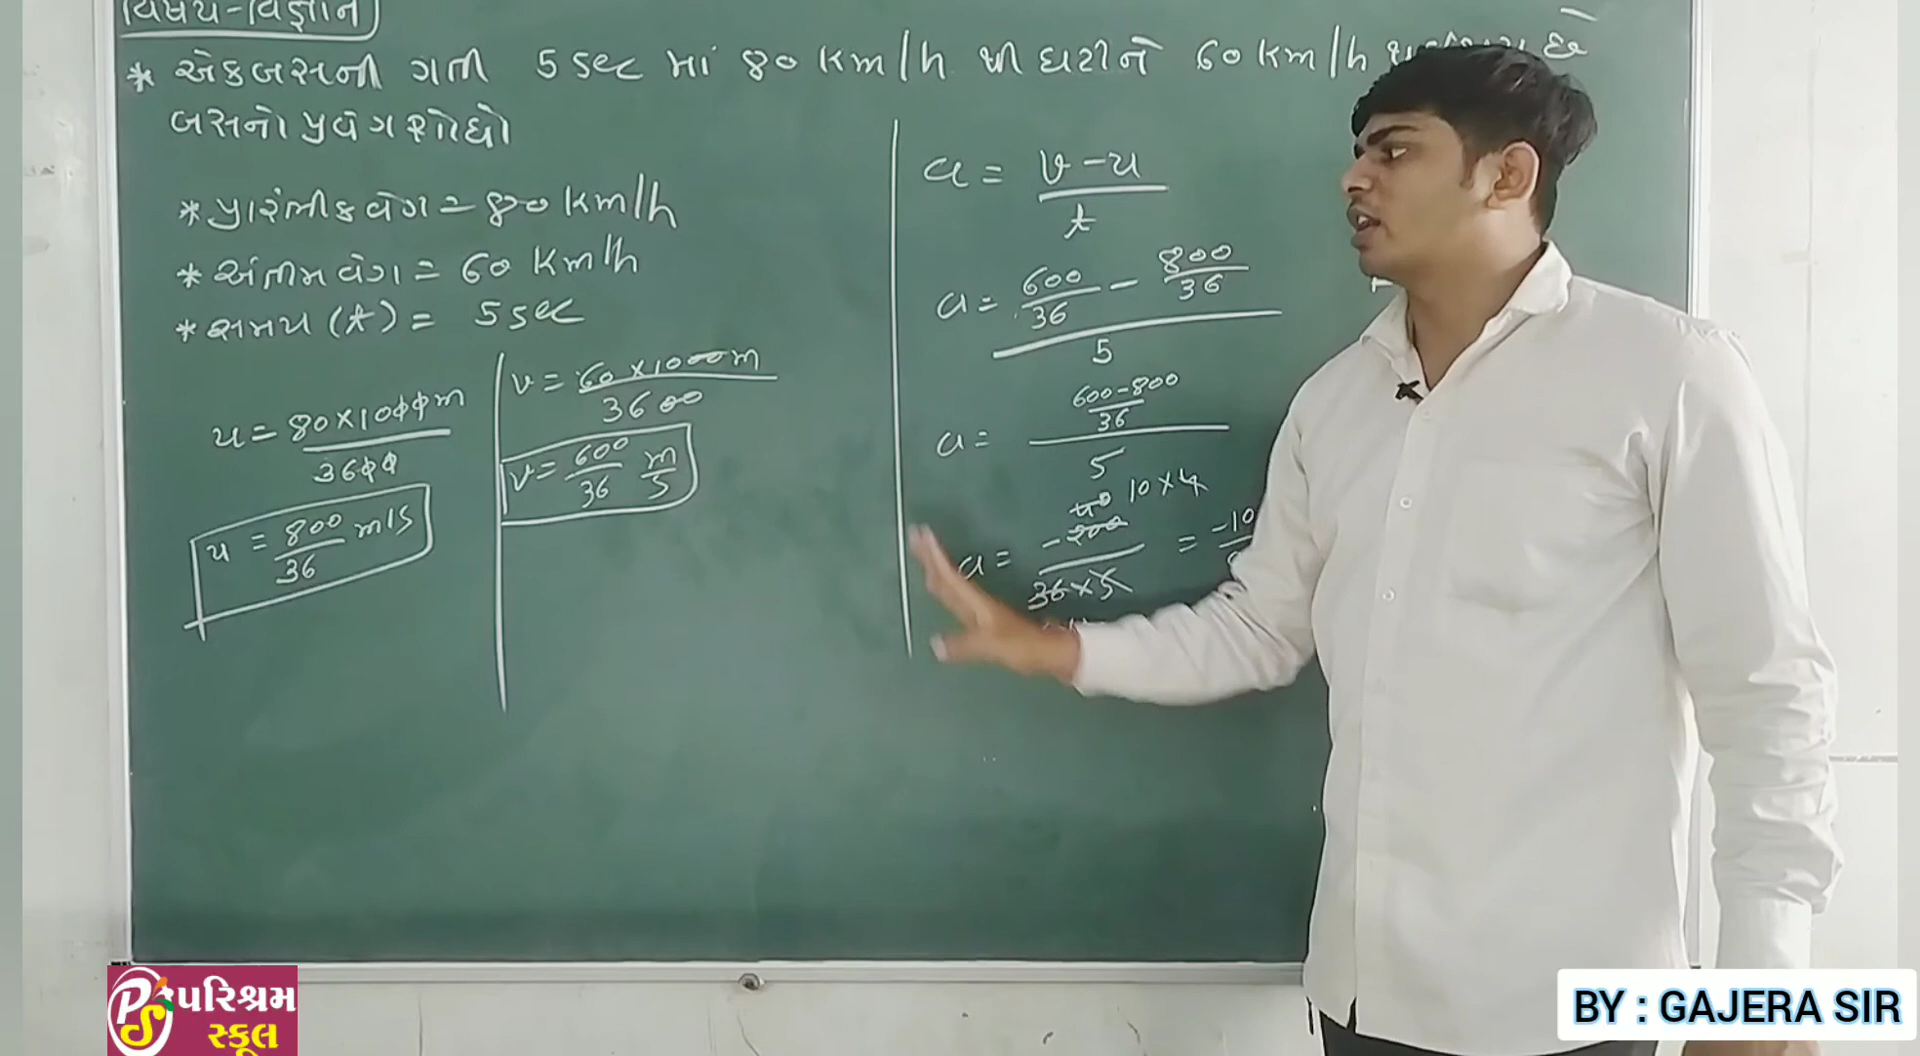 વિષય-વિજ્ઞાન
* એક બસની ગતિ 5 sec માં 80 km/h થી ઘટીને 60 km/h છે
બસનો પ્રવેગ શોધો
* પ્રારંભીક વેગ = 80 km/h
* અંતીમ વેગ = 60 km/h
* સમય (t) = 5 sec
u = 80 × 1000 m / 3600
u = 800/36 m/s
v = 60 × 1000 m / 3600
v = 600/36 m/s
a = v - u / t
a = 600/36 - 800/36 / 5
a = 600-800/36 / 5
40 10 × 4
a = -200 / 36 × 5 = -10
પરિશ્રમ
સ્કૂલ
BY : GAJERA SIR